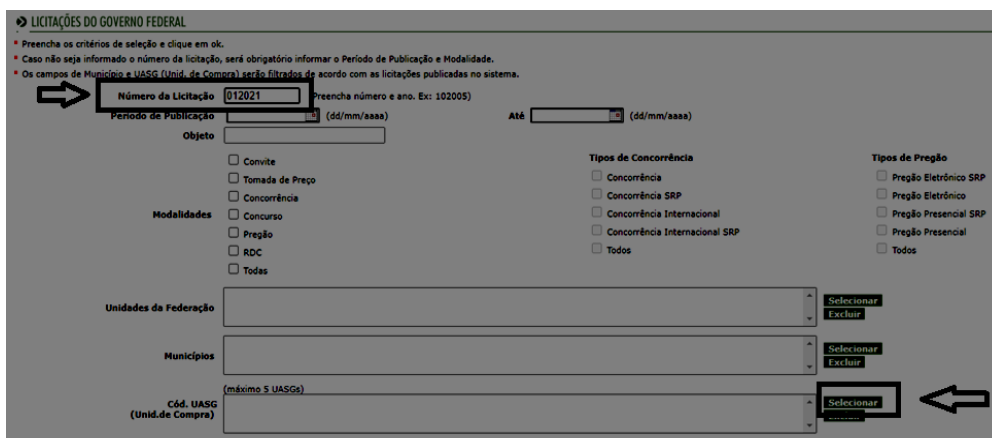 LICITAÇÕES DO GOVERNO FEDERAL
* Preencha os critérios de seleção e clique em ok.
* Caso não seja informado o número da licitação, será obrigatório informar o Período de Publicação e Modalidade.
* Os campos de Município e UASG (Unid. de Compra) serão filtrados de acordo com as licitações publicadas no sistema.
Número da Licitação 012021 Preencha número e ano. Ex: 102005)
Período de Publicação (dd/mm/aaaa) Até (dd/mm/aaaa)
Objeto
Modalidades
Convite
Tomada de Preço
Concorrência
Concurso
Pregão
RDC
Todas
Tipos de Concorrência
Concorrência
Concorrência SRP
Concorrência Internacional
Concorrência Internacional SRP
Todos
Tipos de Pregão
Pregão Eletrônico SRP
Pregão Eletrônico
Pregão Presencial SRP
Pregão Presencial
Todos
Unidades da Federação
Selecionar
Excluir
Municípios
Selecionar
Excluir
(máximo 5 UASGs)
Cód. UASG
(Unid.de Compra)
Selecionar